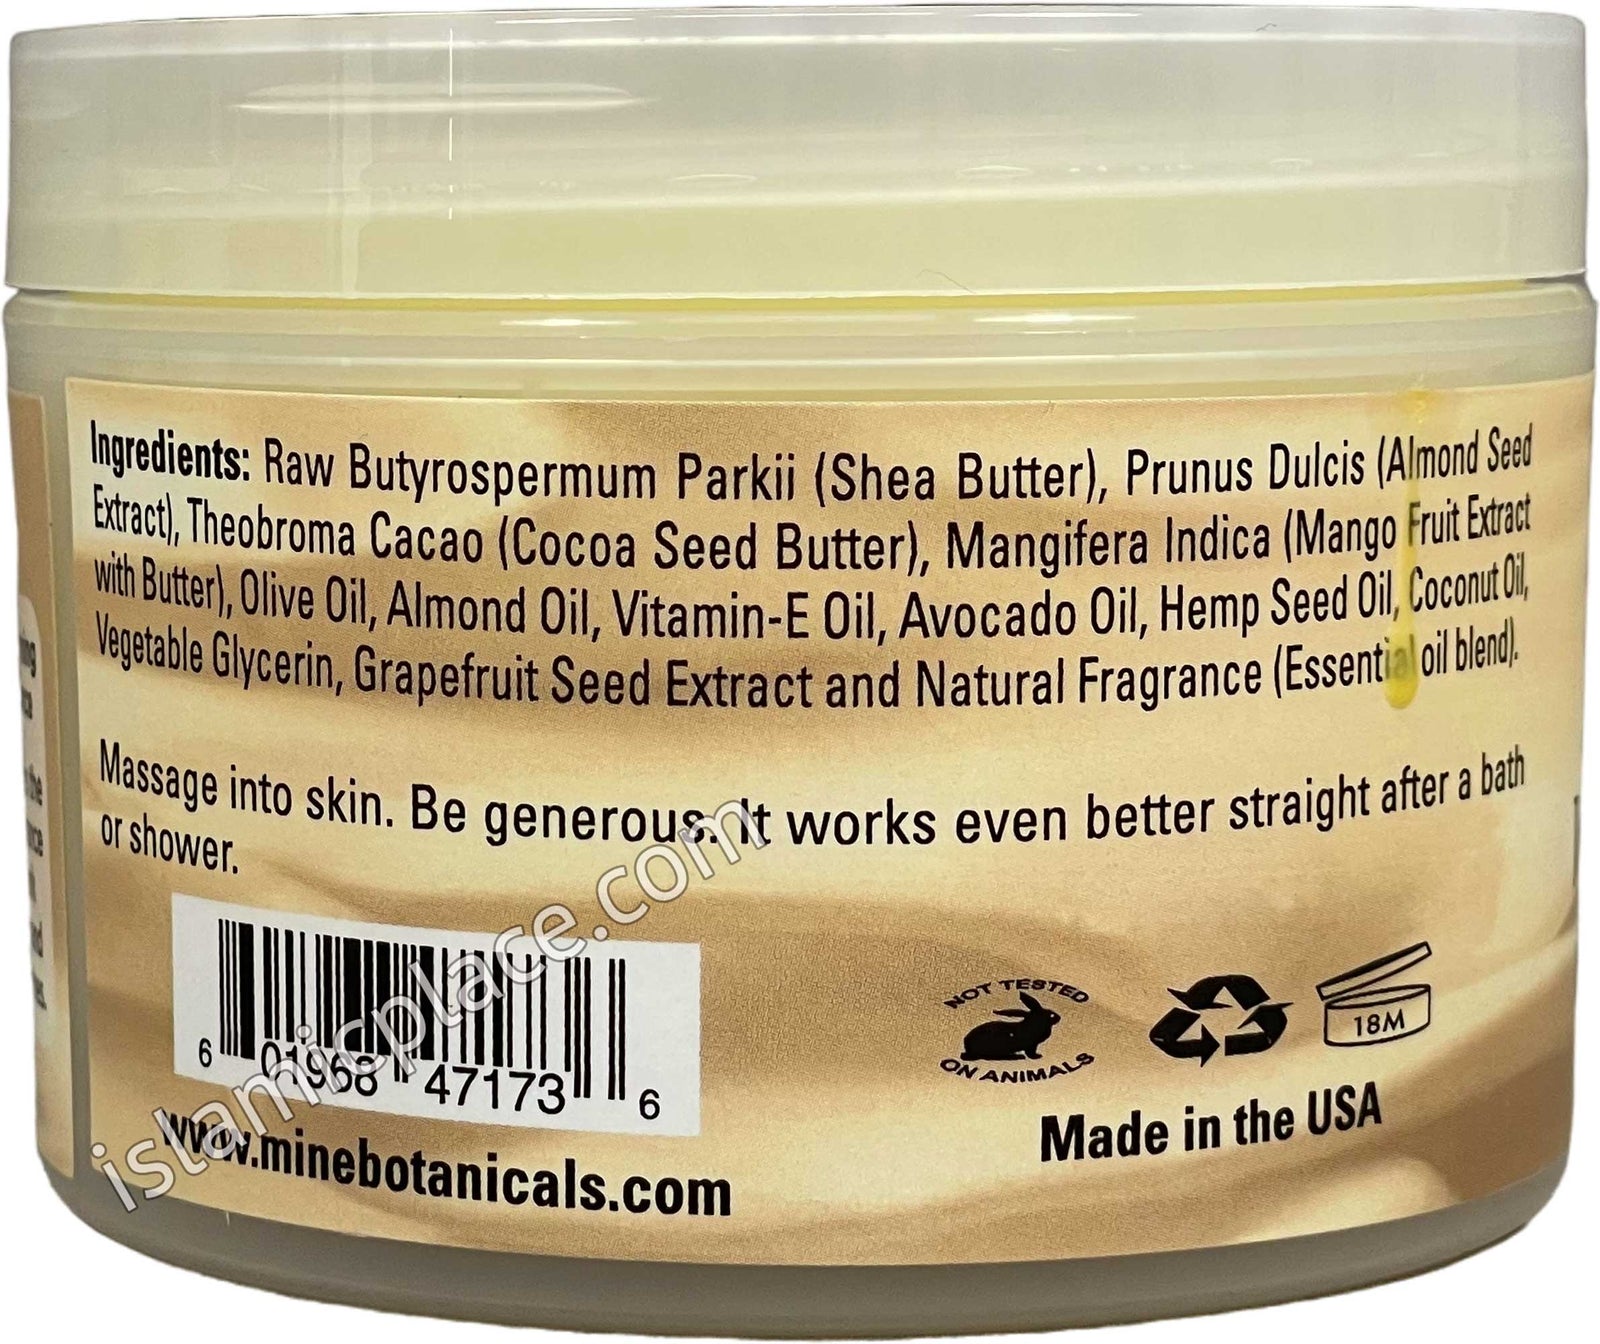 Ingredients: Raw Butyrospermum Parkii (Shea Butter), Prunus Dulcis (Almond Seed
Extract), Theobroma Cacao (Cocoa Seed Butter), Mangifera Indica (Mango Fruit Extract
with Butter), Olive Oil, Almond Oil, Vitamin-E Oil, Avocado Oil, Hemp Seed Oil, Coconut Oil,
Vegetable Glycerin, Grapefruit Seed Extract and Natural Fragrance (Essential oil blend).
Massage into skin. Be generous. It works even better straight after a bath
or shower.
islamicplace.com
6 01968 47173 6
www.minebotanicals.com
NOT TESTED
ON ANIMALS
18M
Made in the USA